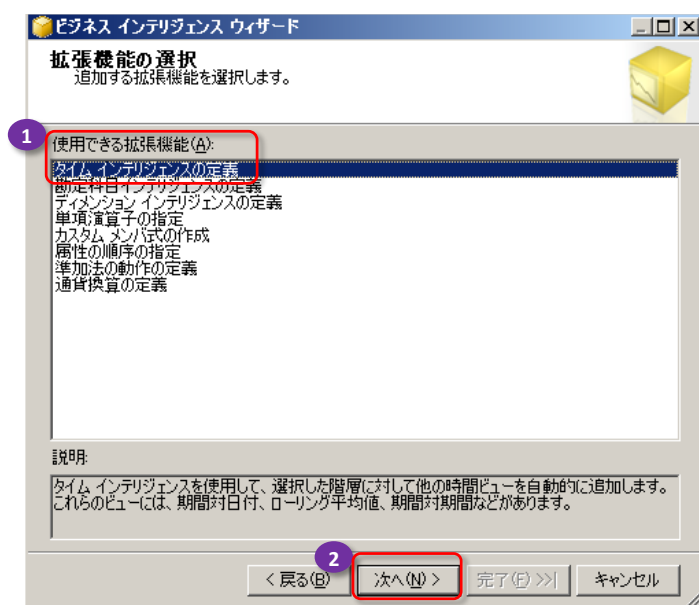 ビジネス インテリジェンス ウィザード
拡張機能の選択
追加する拡張機能を選択します。
1
使用できる拡張機能(A):
タイム インテリジェンスの定義
勘定科目インテリジェンスの定義
ディメンション インテリジェンスの定義
単項演算子の指定
カスタム メンバ式の作成
属性の順序の指定
準加法の動作の定義
通貨換算の定義
説明:
タイム インテリジェンスを使用して、選択した階層に対して他の時間ビューを自動的に追加します。
これらのビューには、期間対日付、ローリング平均値、期間対期間などがあります。
2
< 戻る(B) 次へ(N) > 完了(F) >>| キャンセル